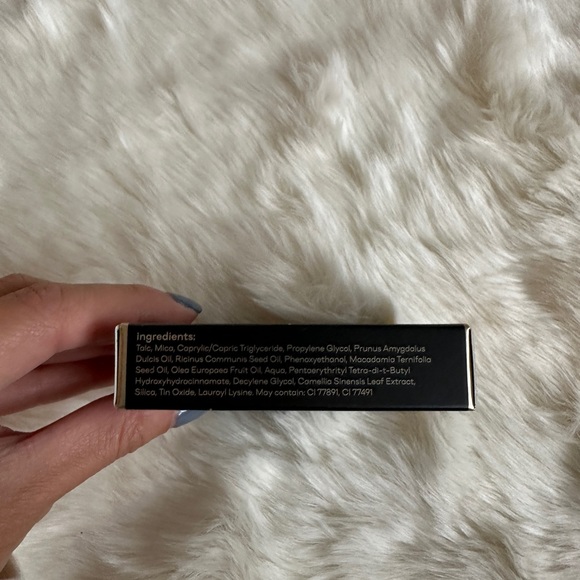 Ingredients:
Talc, Mica, Caprylic/Capric Triglyceride, Propylene Glycol, Prunus Amygdalus
Dulcis Oil, Ricinus Communis Seed Oil, Phenoxyethanol, Macadamia Ternifolia
Seed Oil, Olea Europaea Fruit Oil, Aqua, Pentaerythrityl Tetra-di-t-Butyl
Hydroxyhydrocinnamate, Decylene Glycol, Camellia Sinensis Leaf Extract,
Silica, Tin Oxide, Lauroyl Lysine. May contain: CI 77891, CI 77491